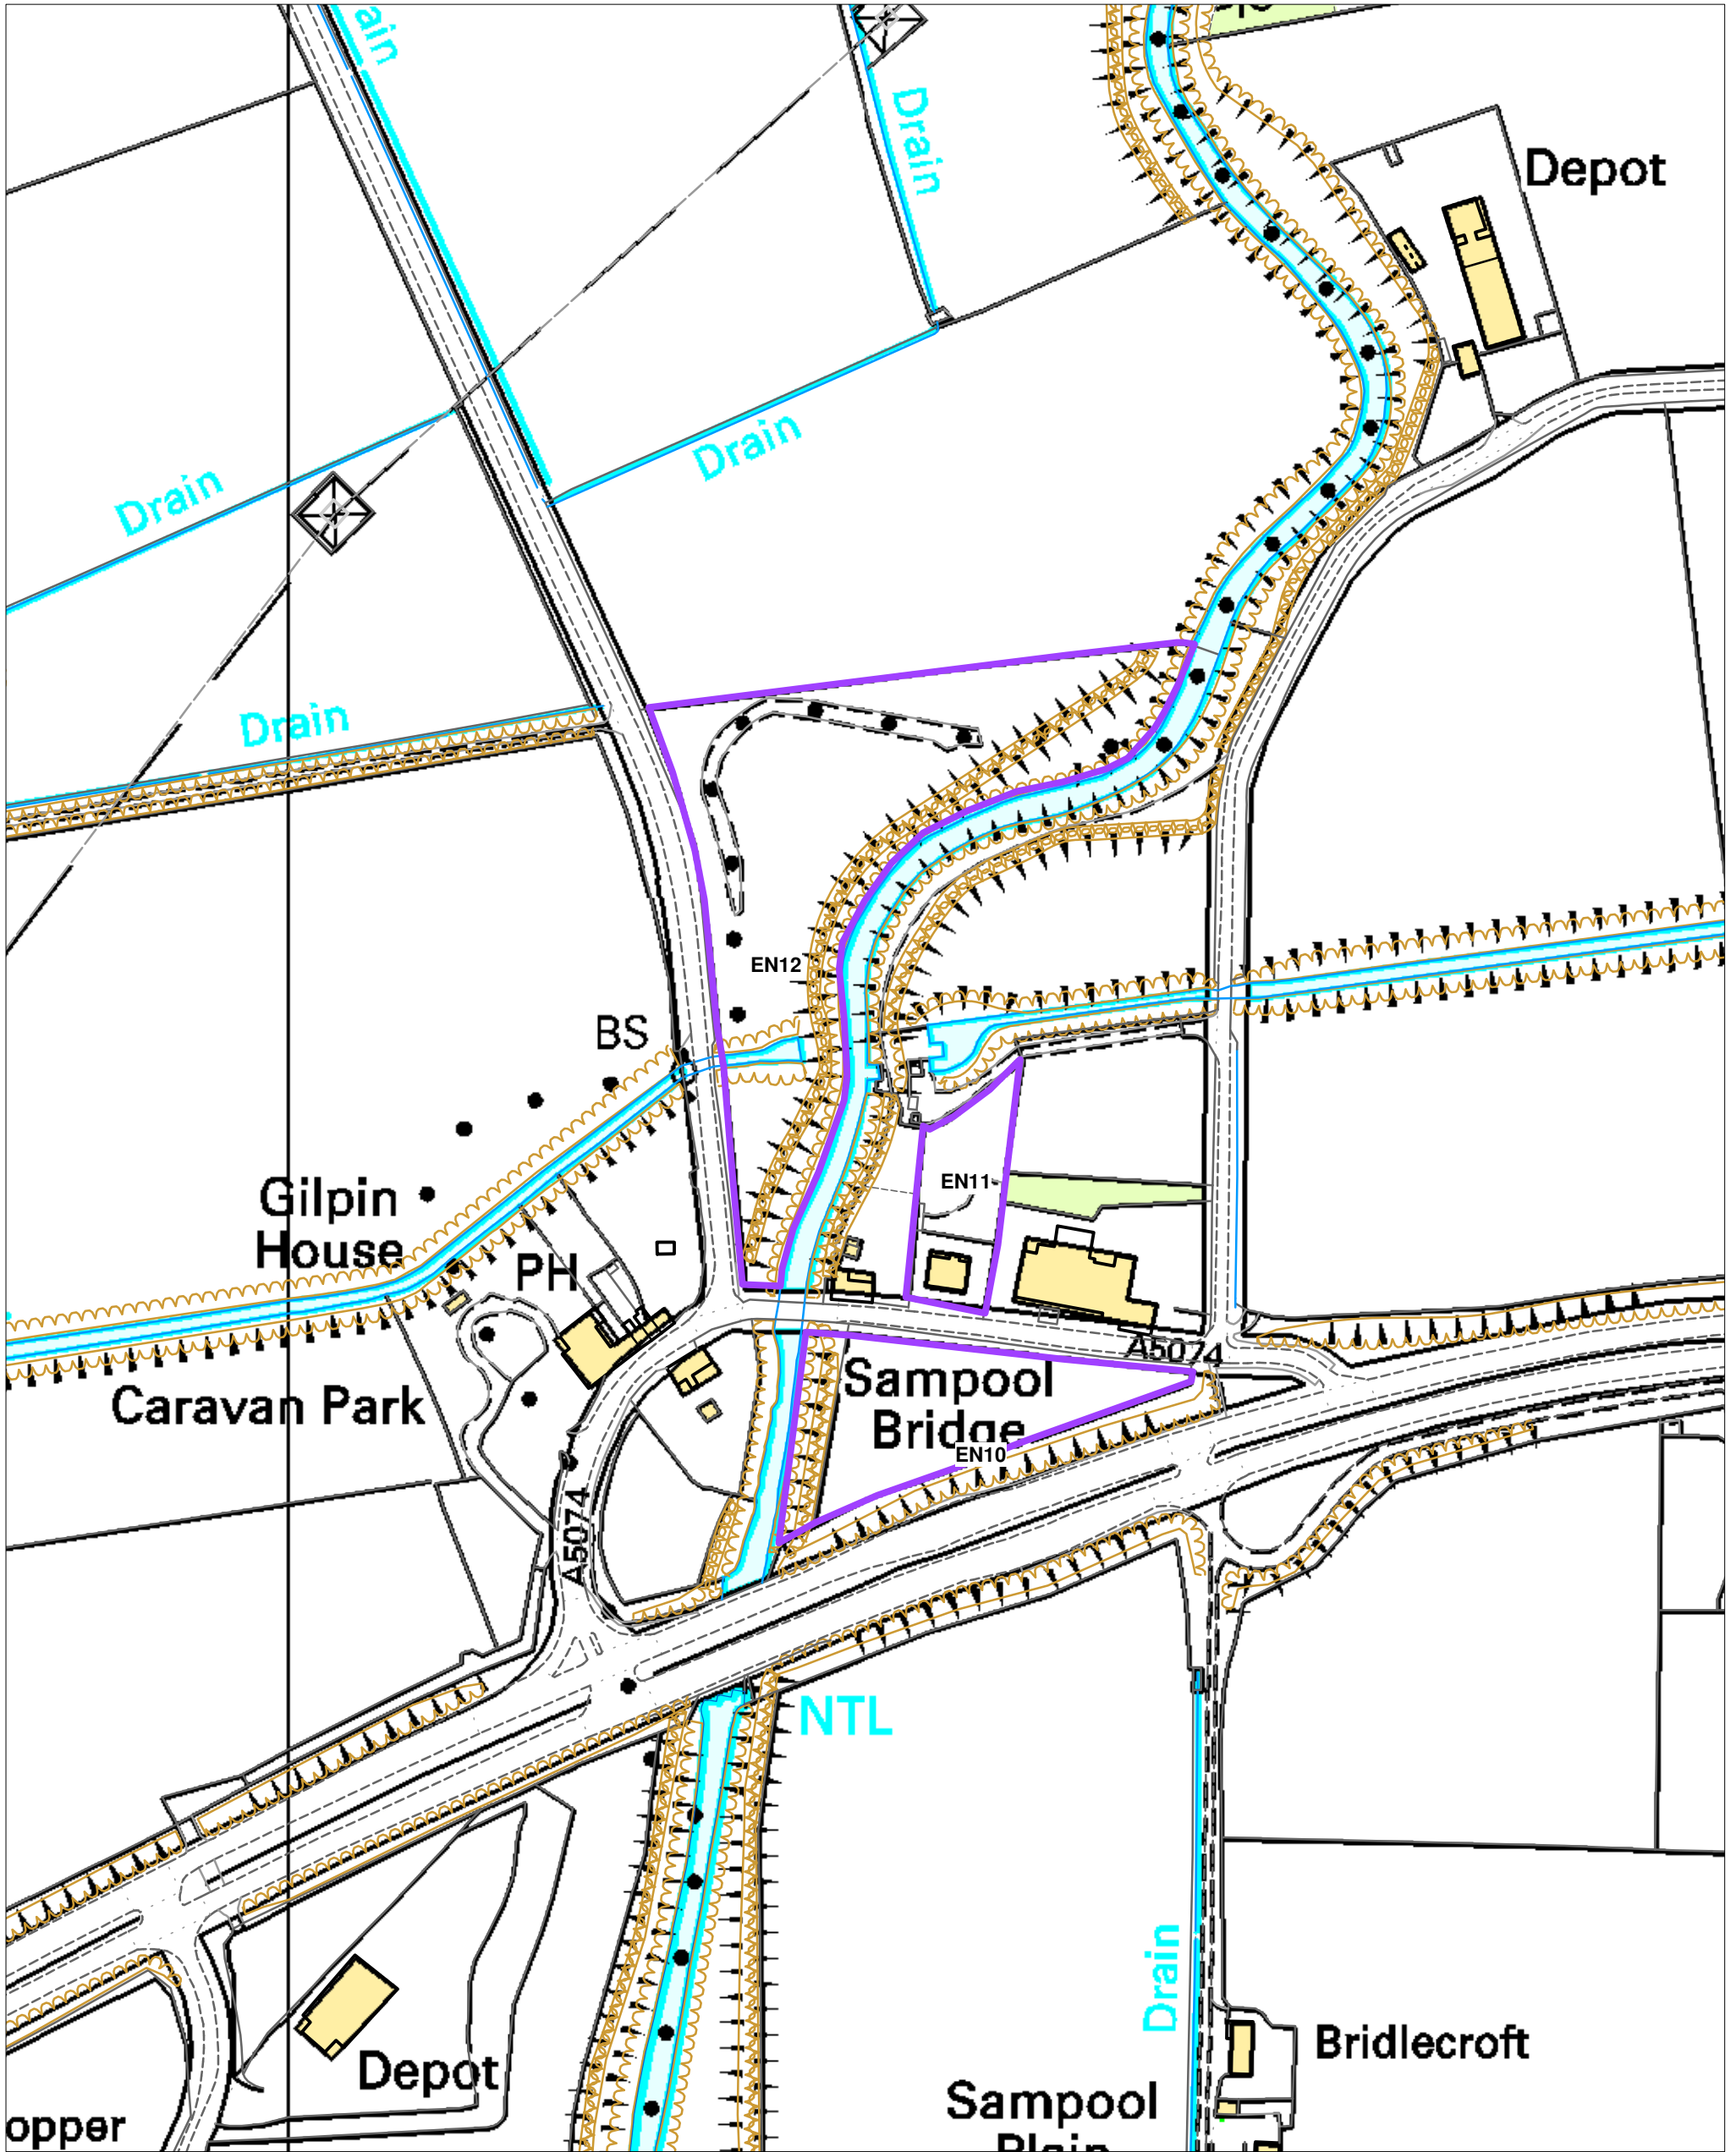 ain
Drain
Depot
Drain
Drain
Drain
EN12
BS
Gilpin
House
EN11
PH
A5074
Sampool
Bridge
Caravan Park
EN10
A5074
NTL
Drain
Bridlecroft
Depot
Sampool
Plain
opper